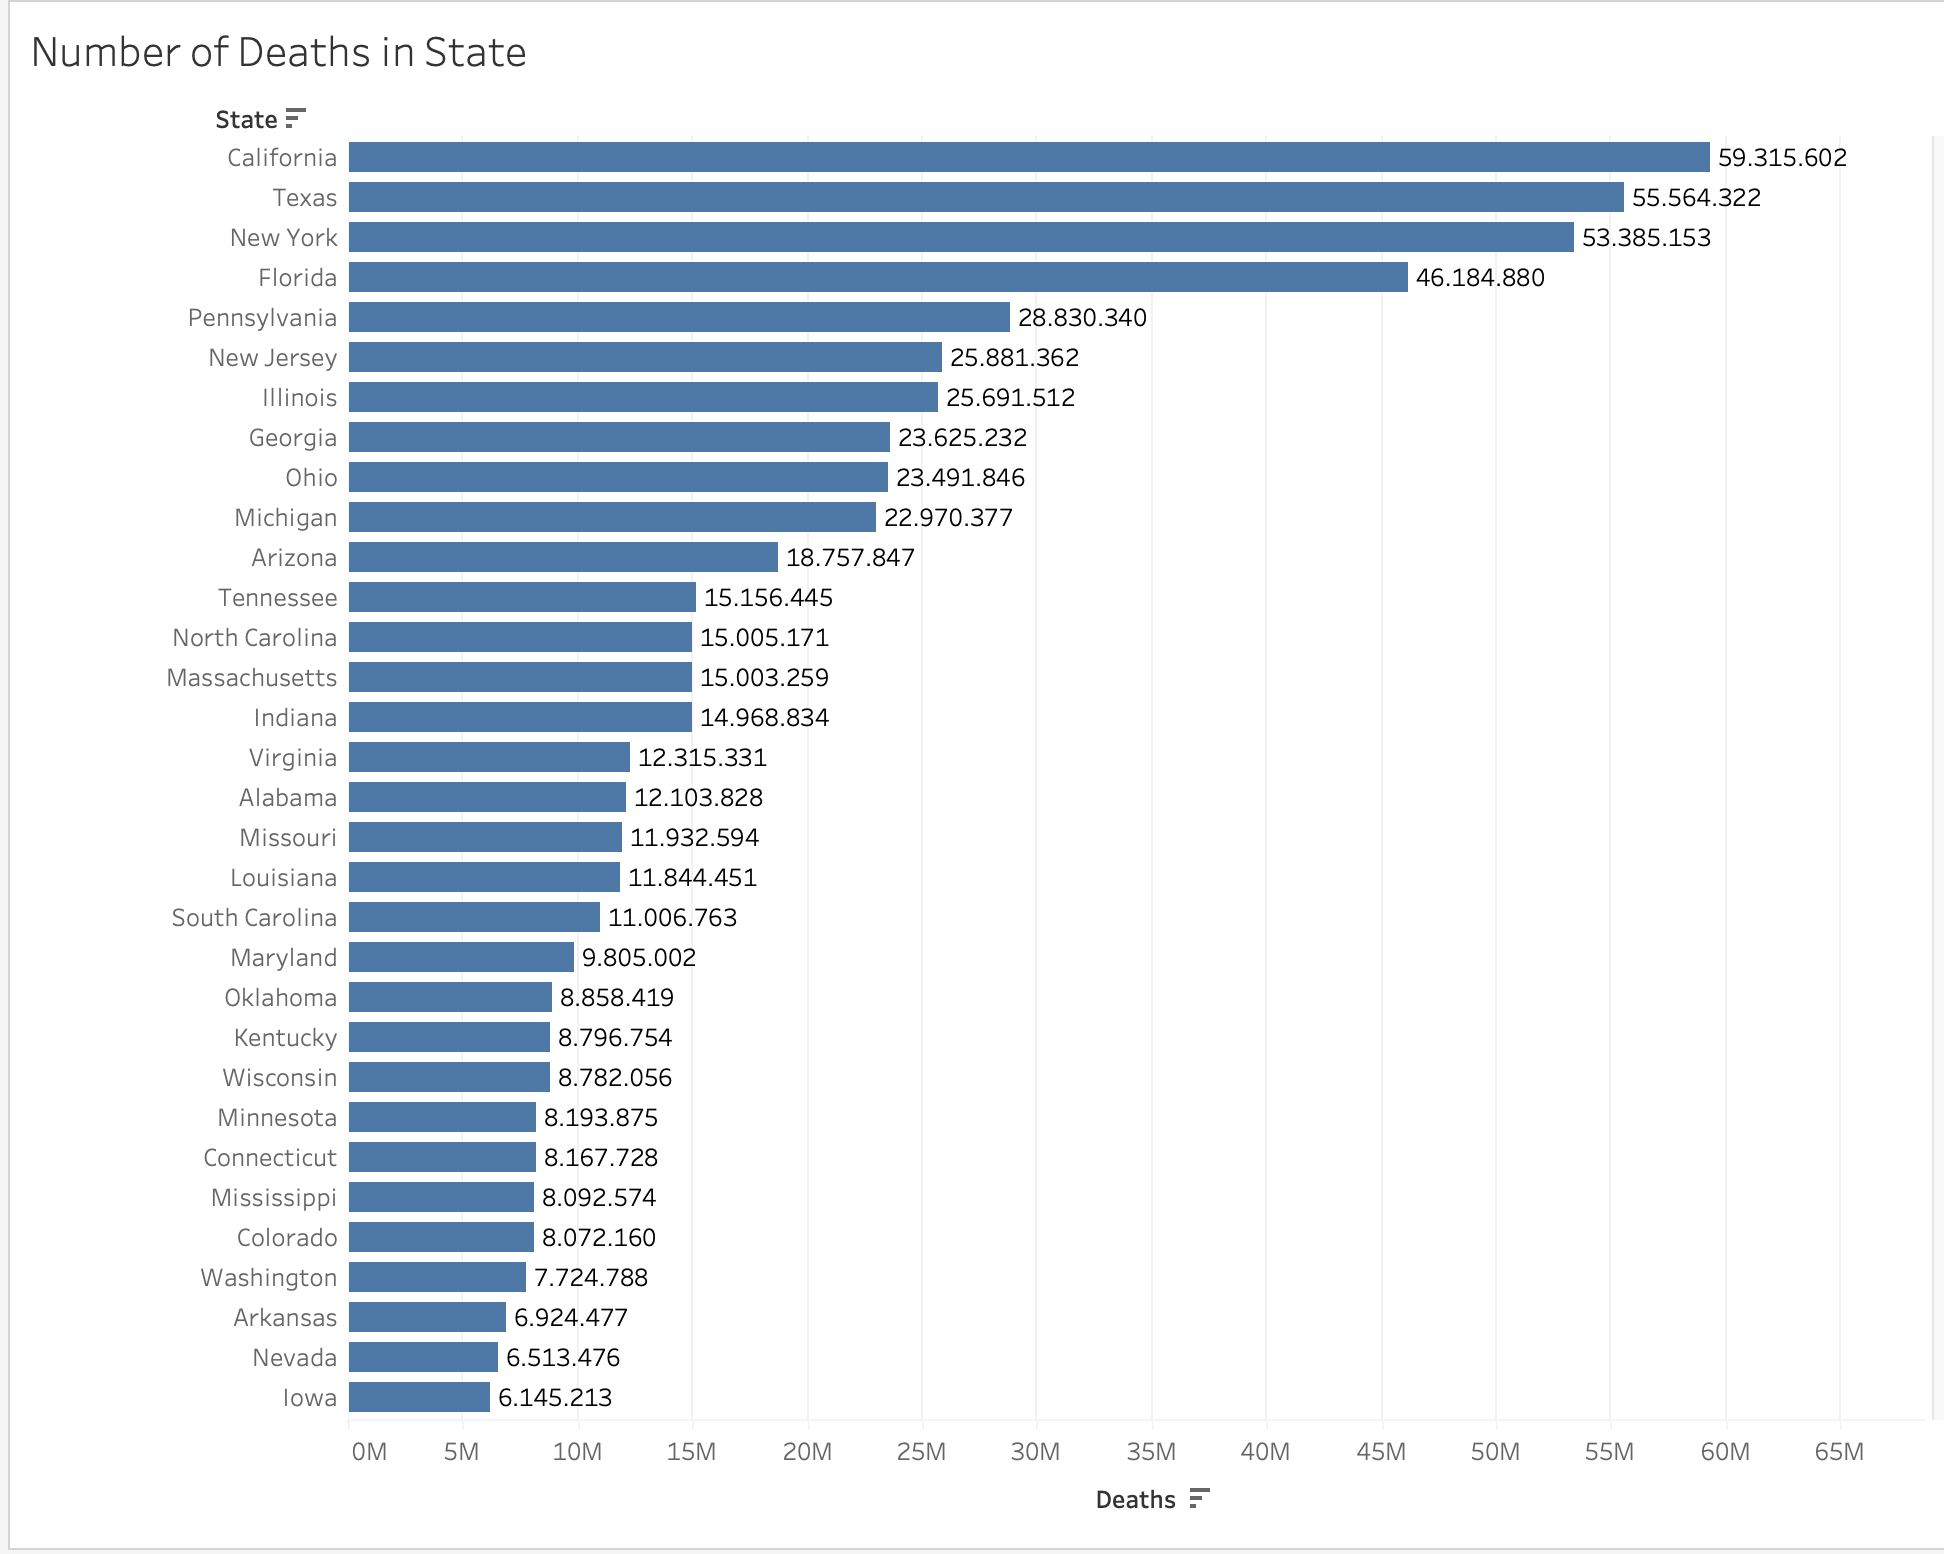 Number of Deaths in State
State
California 59.315.602
Texas 55.564.322
New York 53.385.153
Florida 46.184.880
Pennsylvania 28.830.340
New Jersey 25.881.362
Illinois 25.691.512
Georgia 23.625.232
Ohio 23.491.846
Michigan 22.970.377
Arizona 18.757.847
Tennessee 15.156.445
North Carolina 15.005.171
Massachusetts 15.003.259
Indiana 14.968.834
Virginia 12.315.331
Alabama 12.103.828
Missouri 11.932.594
Louisiana 11.844.451
South Carolina 11.006.763
Maryland 9.805.002
Oklahoma 8.858.419
Kentucky 8.796.754
Wisconsin 8.782.056
Minnesota 8.193.875
Connecticut 8.167.728
Mississippi 8.092.574
Colorado 8.072.160
Washington 7.724.788
Arkansas 6.924.477
Nevada 6.513.476
Iowa 6.145.213
0M 5M 10M 15M 20M 25M 30M 35M 40M 45M 50M 55M 60M 65M
Deaths